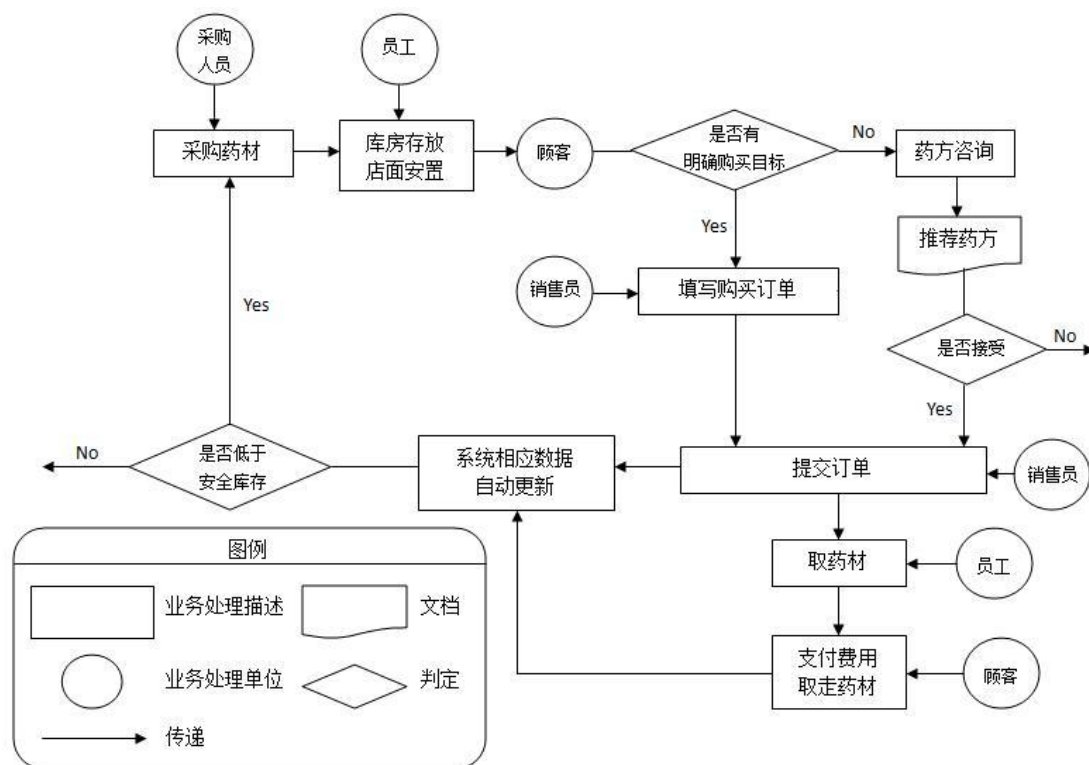 采购
人员
员工
采购药材
库房存放
店面安置
顾客
是否有
明确购买目标
No
药方咨询
Yes
推荐药方
销售员
填写购买订单
Yes
是否接受
No
Yes
No
是否低于
安全库存
系统相应数据
自动更新
提交订单
销售员
取药材
员工
支付费用
取走药材
顾客
图例
业务处理描述
文档
业务处理单位
判定
传递